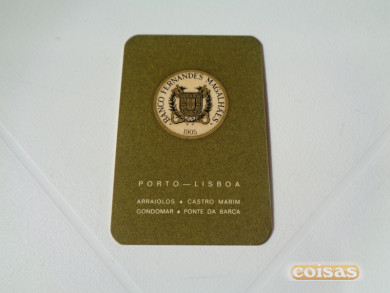 BANCO FERNANDES MAGALHÃES
1905
PORTO — LISBOA
ARRAIOLOS ♦ CASTRO MARIM
GONDOMAR ♦ PONTE DA BARCA
coisas